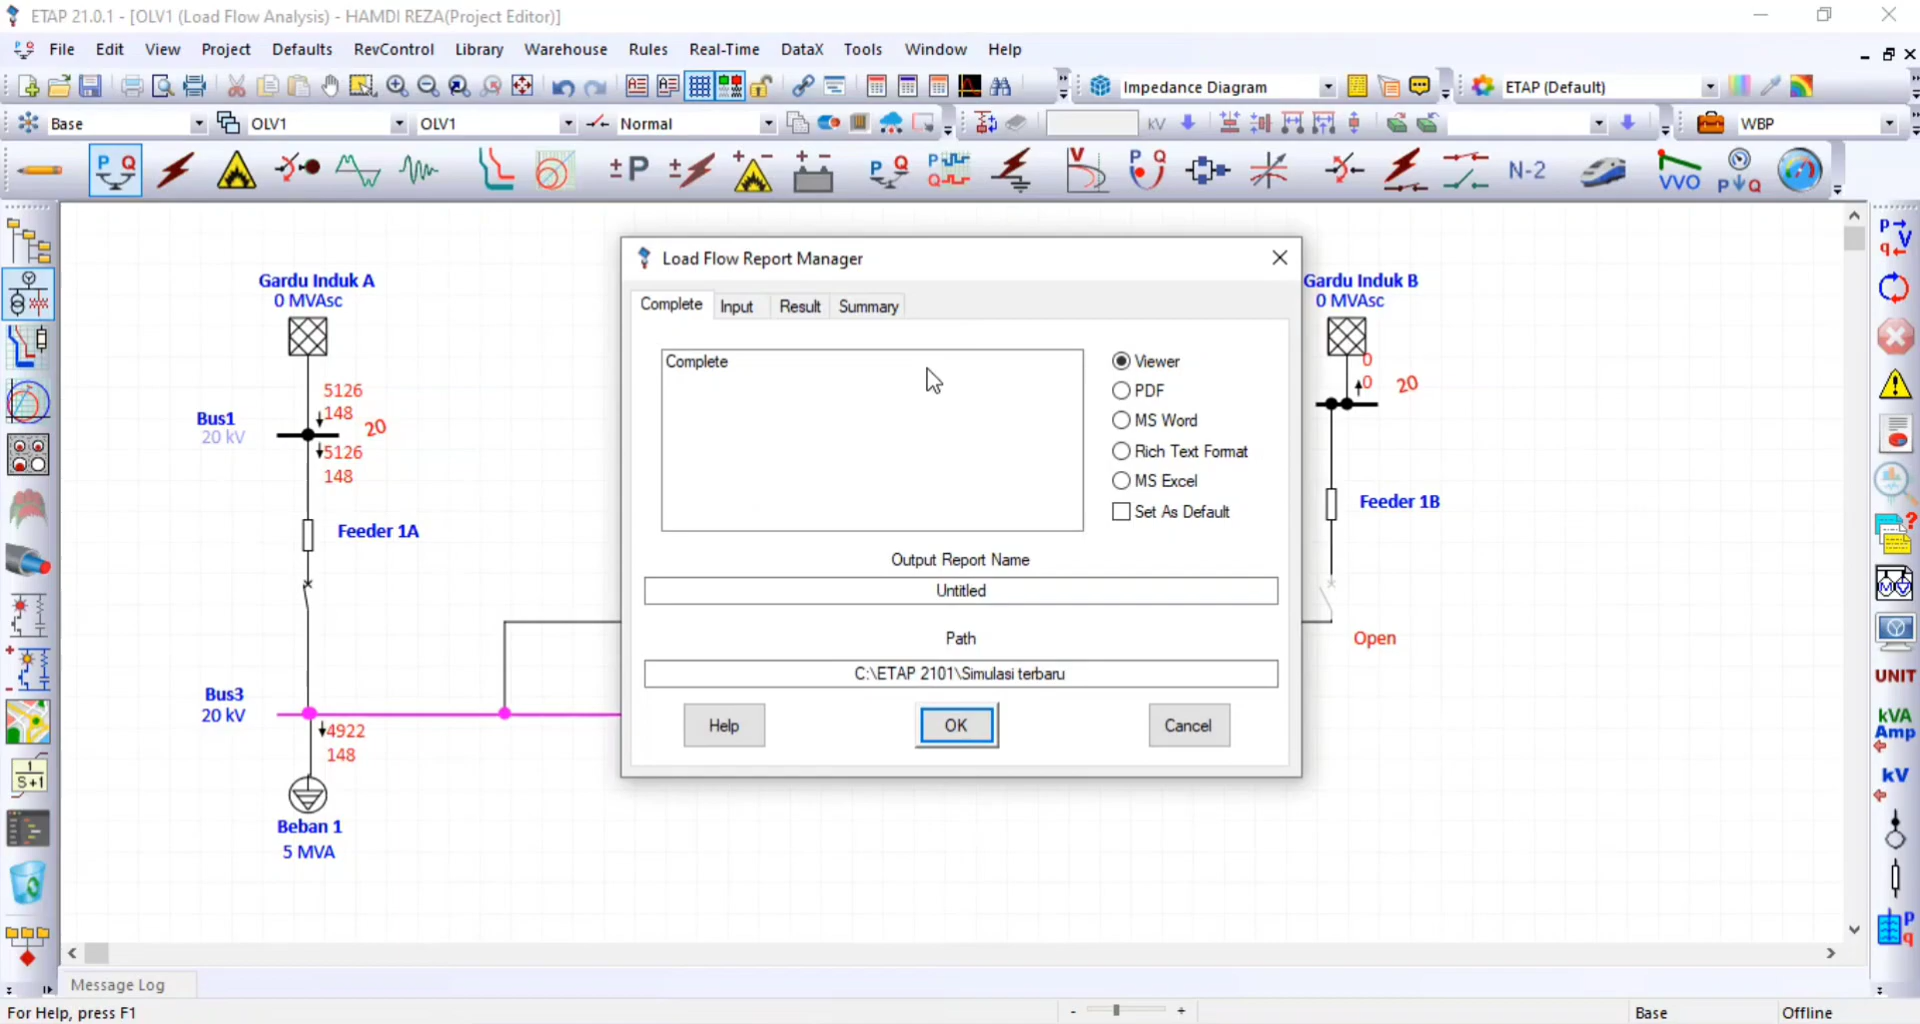 ETAP 21.0.1 - [OLV1 (Load Flow Analysis) - HAMDI REZA(Project Editor)]
File Edit View Project Defaults RevControl Library Warehouse Rules Real-Time DataX Tools Window Help
Impedance Diagram ETAP (Default)
Base OLV1 OLV1 Normal kV WBP
P Q ± P P Q P Q V P Q N-2 VVO P Q
Load Flow Report Manager
Complete Input Result Summary
Complete
Viewer
PDF
MS Word
Rich Text Format
MS Excel
Set As Default
Output Report Name
Untitled
Path
C:\ETAP 2101\Simulasi terbaru
Help OK Cancel
Gardu Induk A
0 MVAsc
5126
148
Bus1
20 kV
20
5126
148
Feeder 1A
Bus3
20 kV
4922
148
Beban 1
5 MVA
Gardu Induk B
0 MVAsc
0
0
20
Feeder 1B
Open
P V
q
UNIT
kVA
Amp
kV
p
q
1
S+1
Message Log
For Help, press F1
- +
Base
Offline